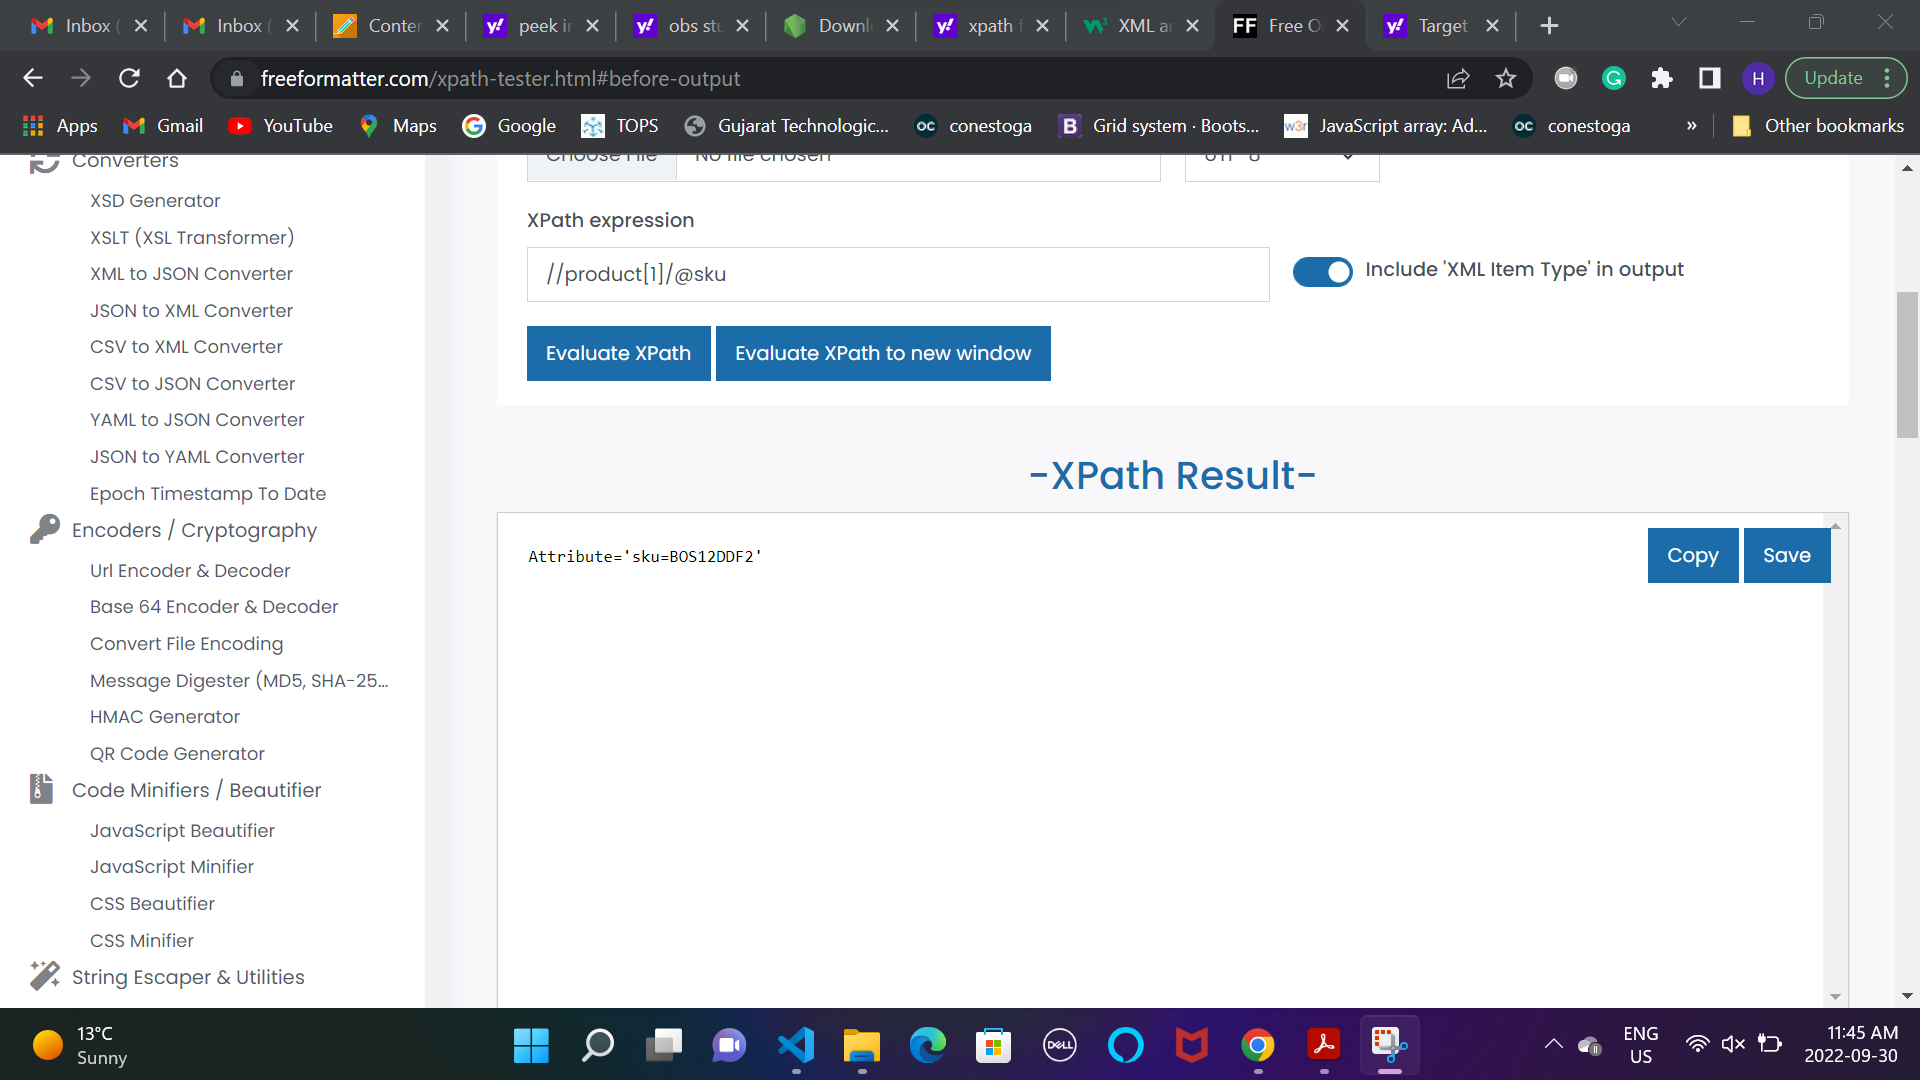 Inbox (
Inbox (
Conter
peek in
obs stu
Downl
xpath f
XML an
Free O
Target
freeformatter.com/xpath-tester.html#before-output
H
Update
Apps
Gmail
YouTube
Maps
Google
TOPS
Gujarat Technologic...
conestoga
Grid system · Boots...
JavaScript array: Ad...
conestoga
»
Other bookmarks
Converters
XSD Generator
XSLT (XSL Transformer)
XML to JSON Converter
JSON to XML Converter
CSV to XML Converter
CSV to JSON Converter
YAML to JSON Converter
JSON to YAML Converter
Epoch Timestamp To Date
Encoders / Cryptography
Url Encoder & Decoder
Base 64 Encoder & Decoder
Convert File Encoding
Message Digester (MD5, SHA-25...
HMAC Generator
QR Code Generator
Code Minifiers / Beautifier
JavaScript Beautifier
JavaScript Minifier
CSS Beautifier
CSS Minifier
String Escaper & Utilities
Choose File No file chosen
UTF-8
XPath expression
//product[1]/@sku
Include 'XML Item Type' in output
Evaluate XPath
Evaluate XPath to new window
-XPath Result-
Attribute='sku=BOS12DDF2'
Copy
Save
13°C
Sunny
DELL
ENG
US
11:45 AM
2022-09-30